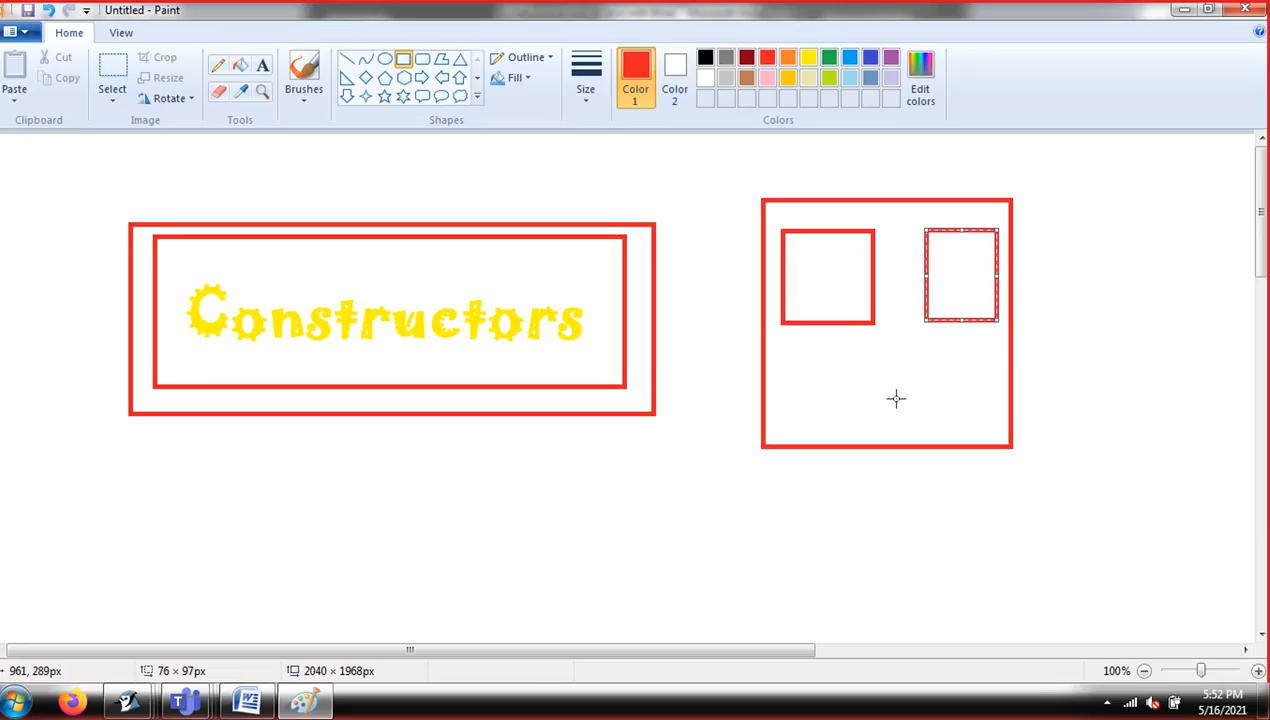 Untitled - Paint
Home
View
Paste
Cut
Copy
Clipboard
Select
Crop
Resize
Rotate
Image
A
Tools
Brushes
Outline
Fill
Shapes
Size
Color 1
Color 2
Edit colors
Colors
Constructors
961, 289px
76 × 97px
2040 × 1968px
100%
5:52 PM
5/16/2021